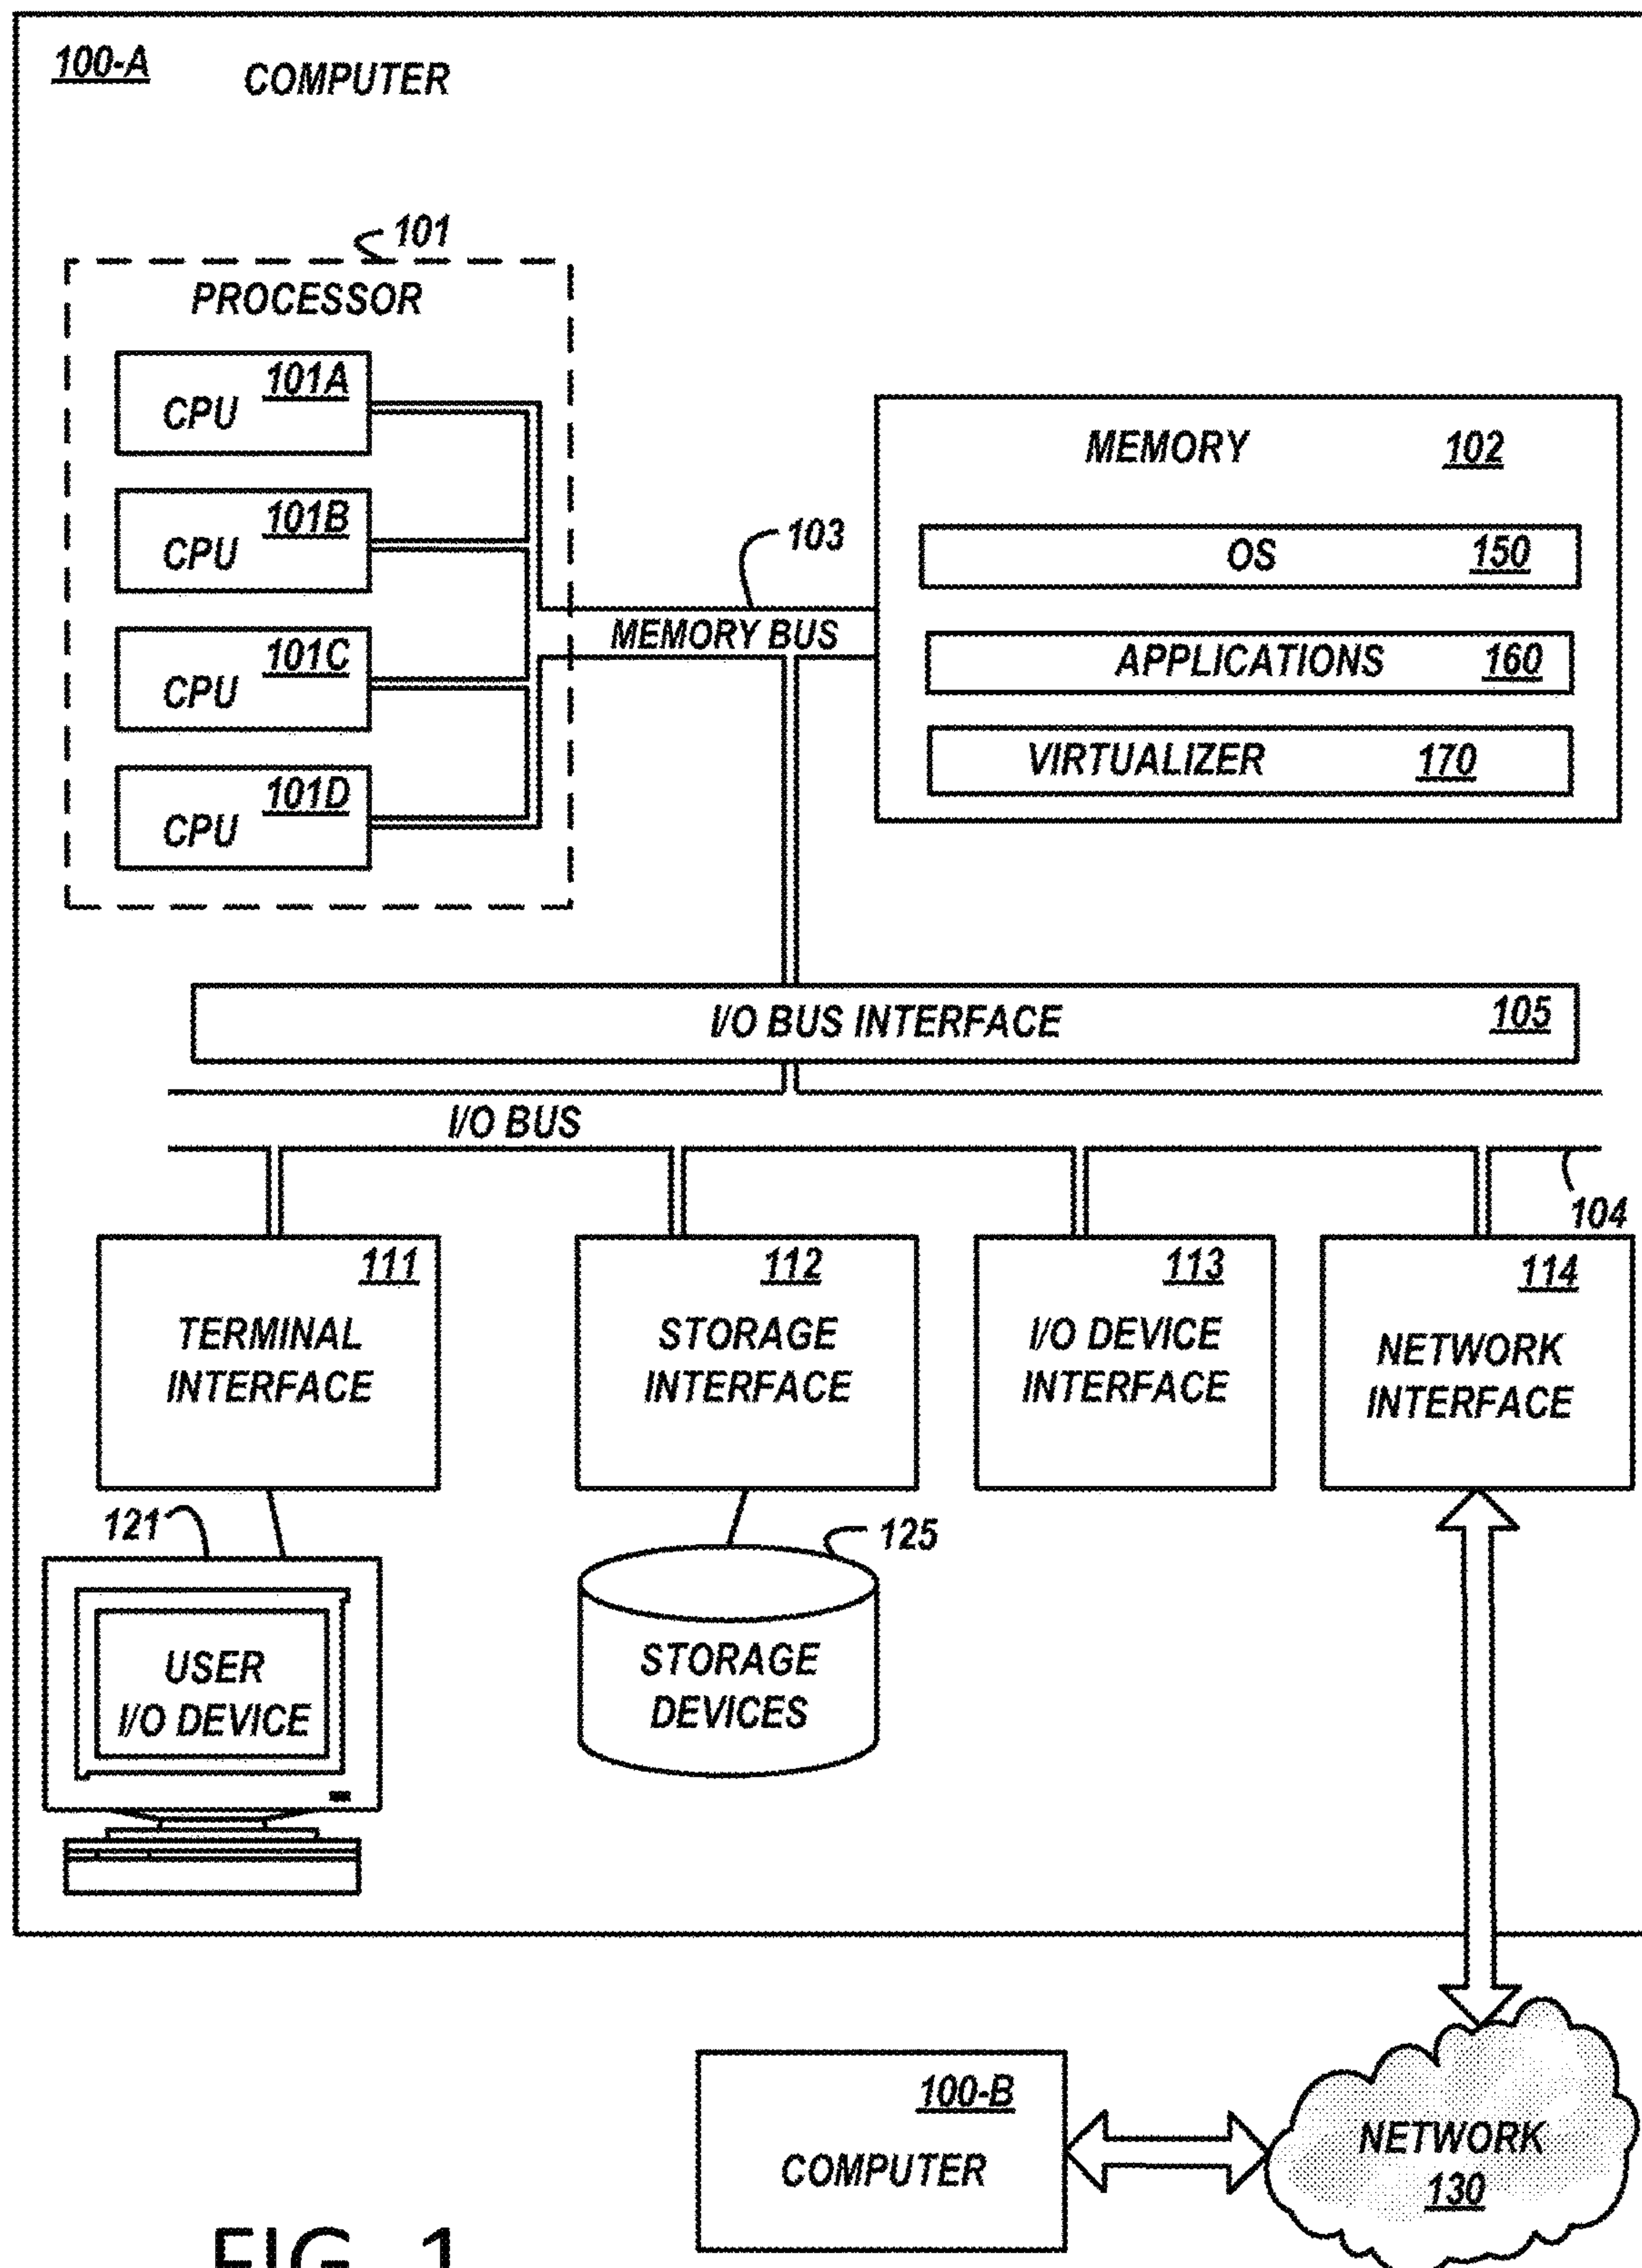 100-A
COMPUTER
101
PROCESSOR
101A
CPU
101B
CPU
101C
CPU
101D
CPU
103
MEMORY BUS
MEMORY 102
OS 150
APPLICATIONS 160
VIRTUALIZER 170
I/O BUS INTERFACE 105
I/O BUS
104
111
TERMINAL
INTERFACE
112
STORAGE
INTERFACE
113
I/O DEVICE
INTERFACE
114
NETWORK
INTERFACE
121
USER
I/O DEVICE
125
STORAGE
DEVICES
100-B
COMPUTER
NETWORK
130
FIG. 1